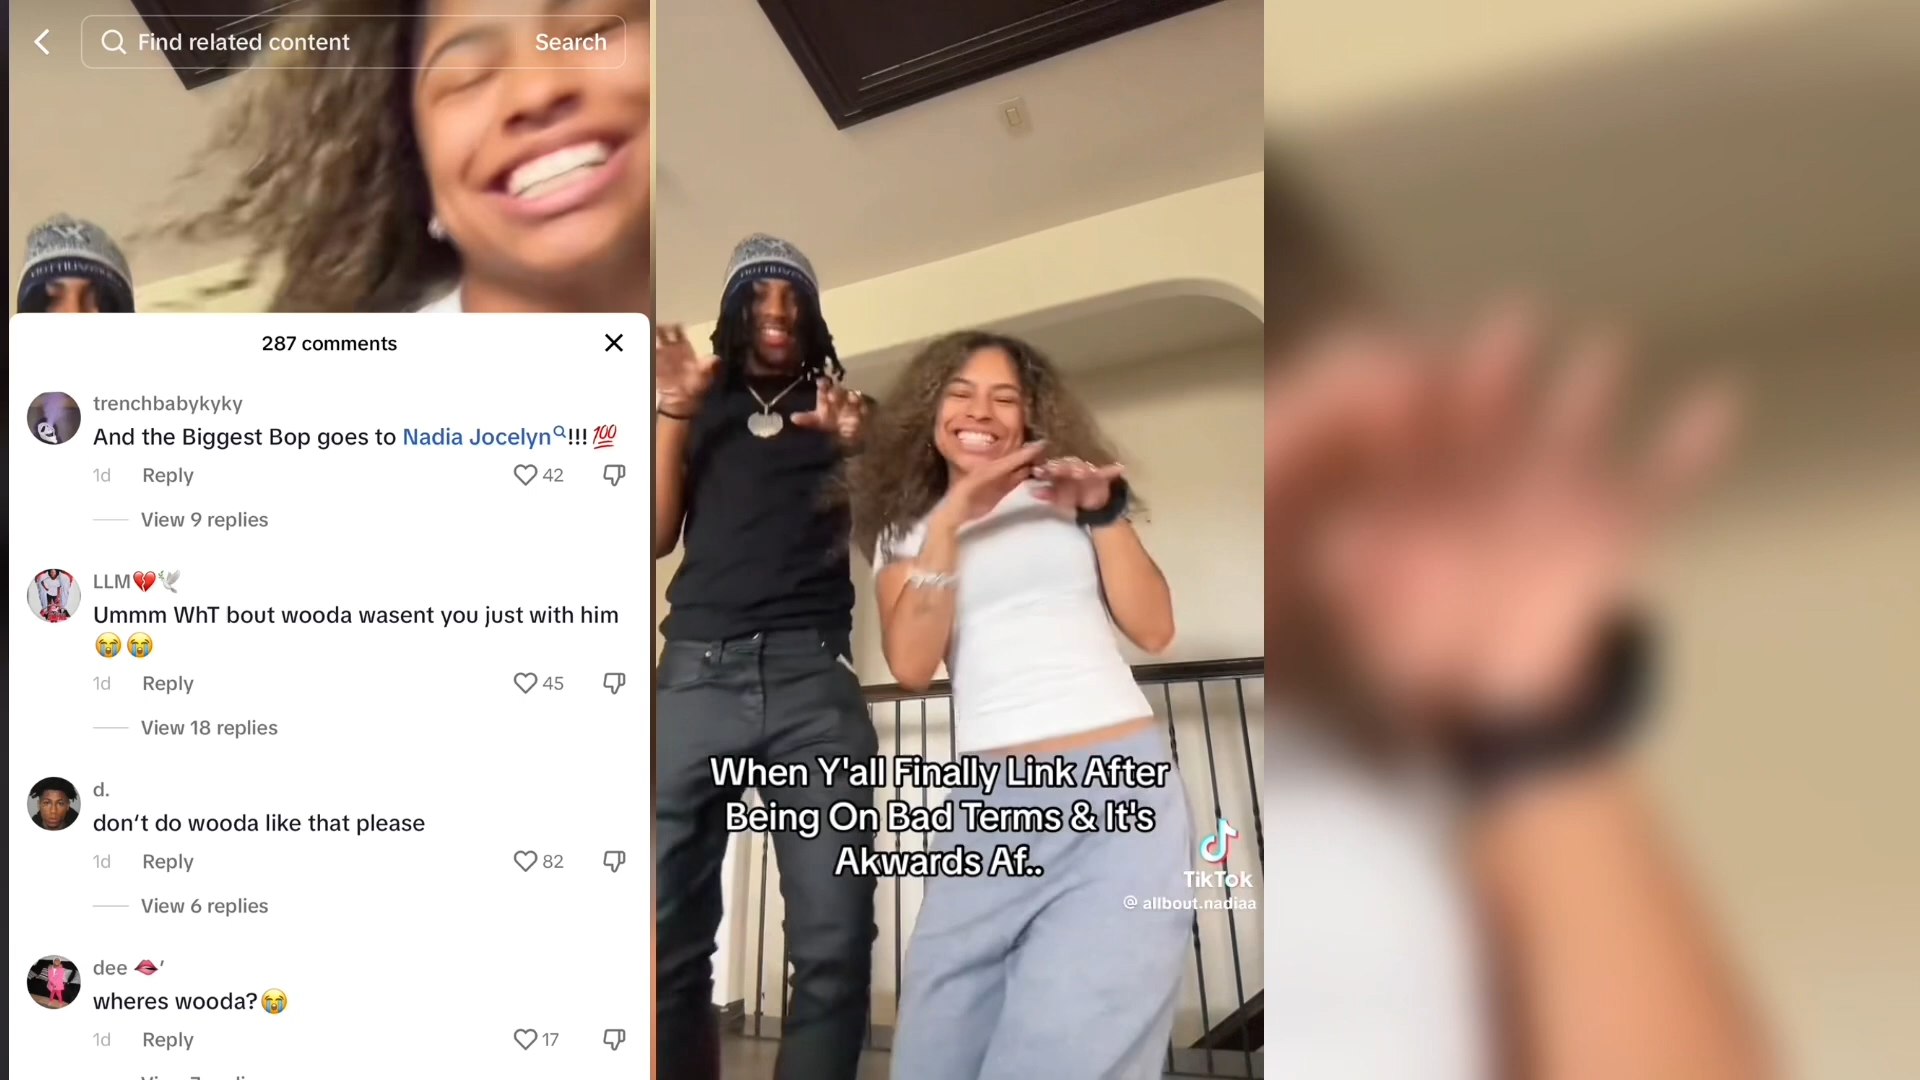 Find related content
Search
287 comments
trenchbabykyky
And the Biggest Bop goes to Nadia Jocelyn!!! 💯
1d Reply 42
View 9 replies
LLM💔🕊
Ummm WhT bout wooda wasent you just with him
😭😭
1d Reply 45
View 18 replies
d.
don't do wooda like that please
1d Reply 82
View 6 replies
dee 🫦'
wheres wooda?😭
1d Reply 17
When Y'all Finally Link After
Being On Bad Terms & It's
Akwards Af..
TikTok
@ allbout.nadiaa